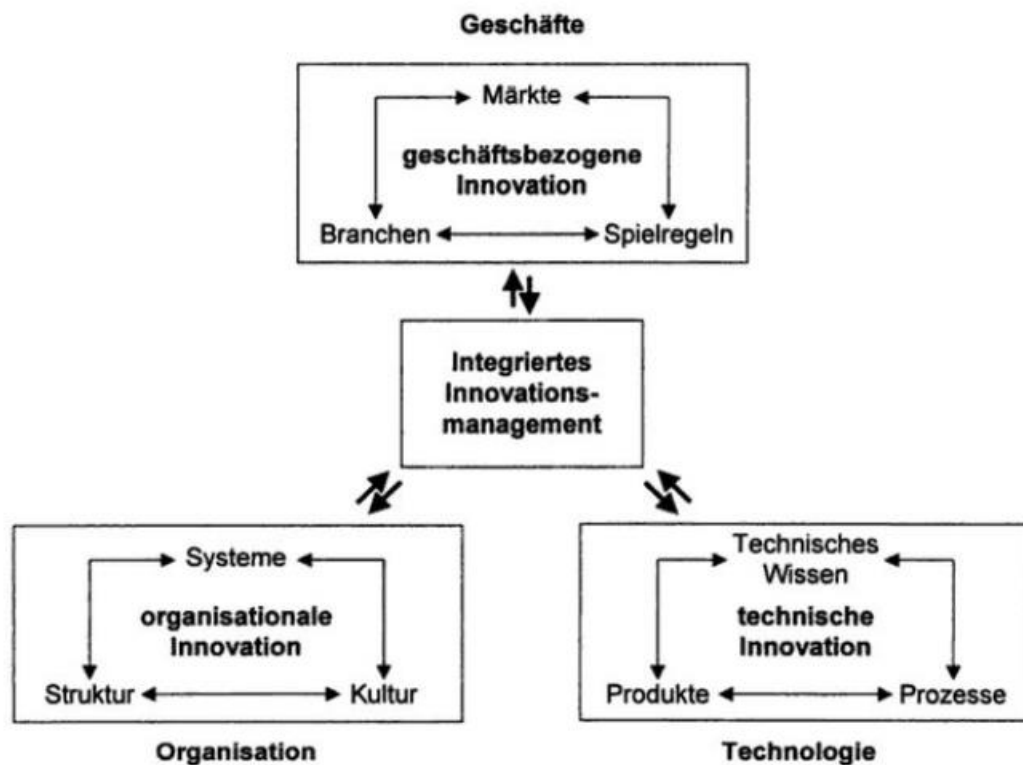 Geschäfte
Märkte
geschäftsbezogene
Innovation
Branchen
Spielregeln
Integriertes
Innovations-
management
Systeme
organisationale
Innovation
Struktur
Kultur
Organisation
Technisches
Wissen
technische
Innovation
Produkte
Prozesse
Technologie